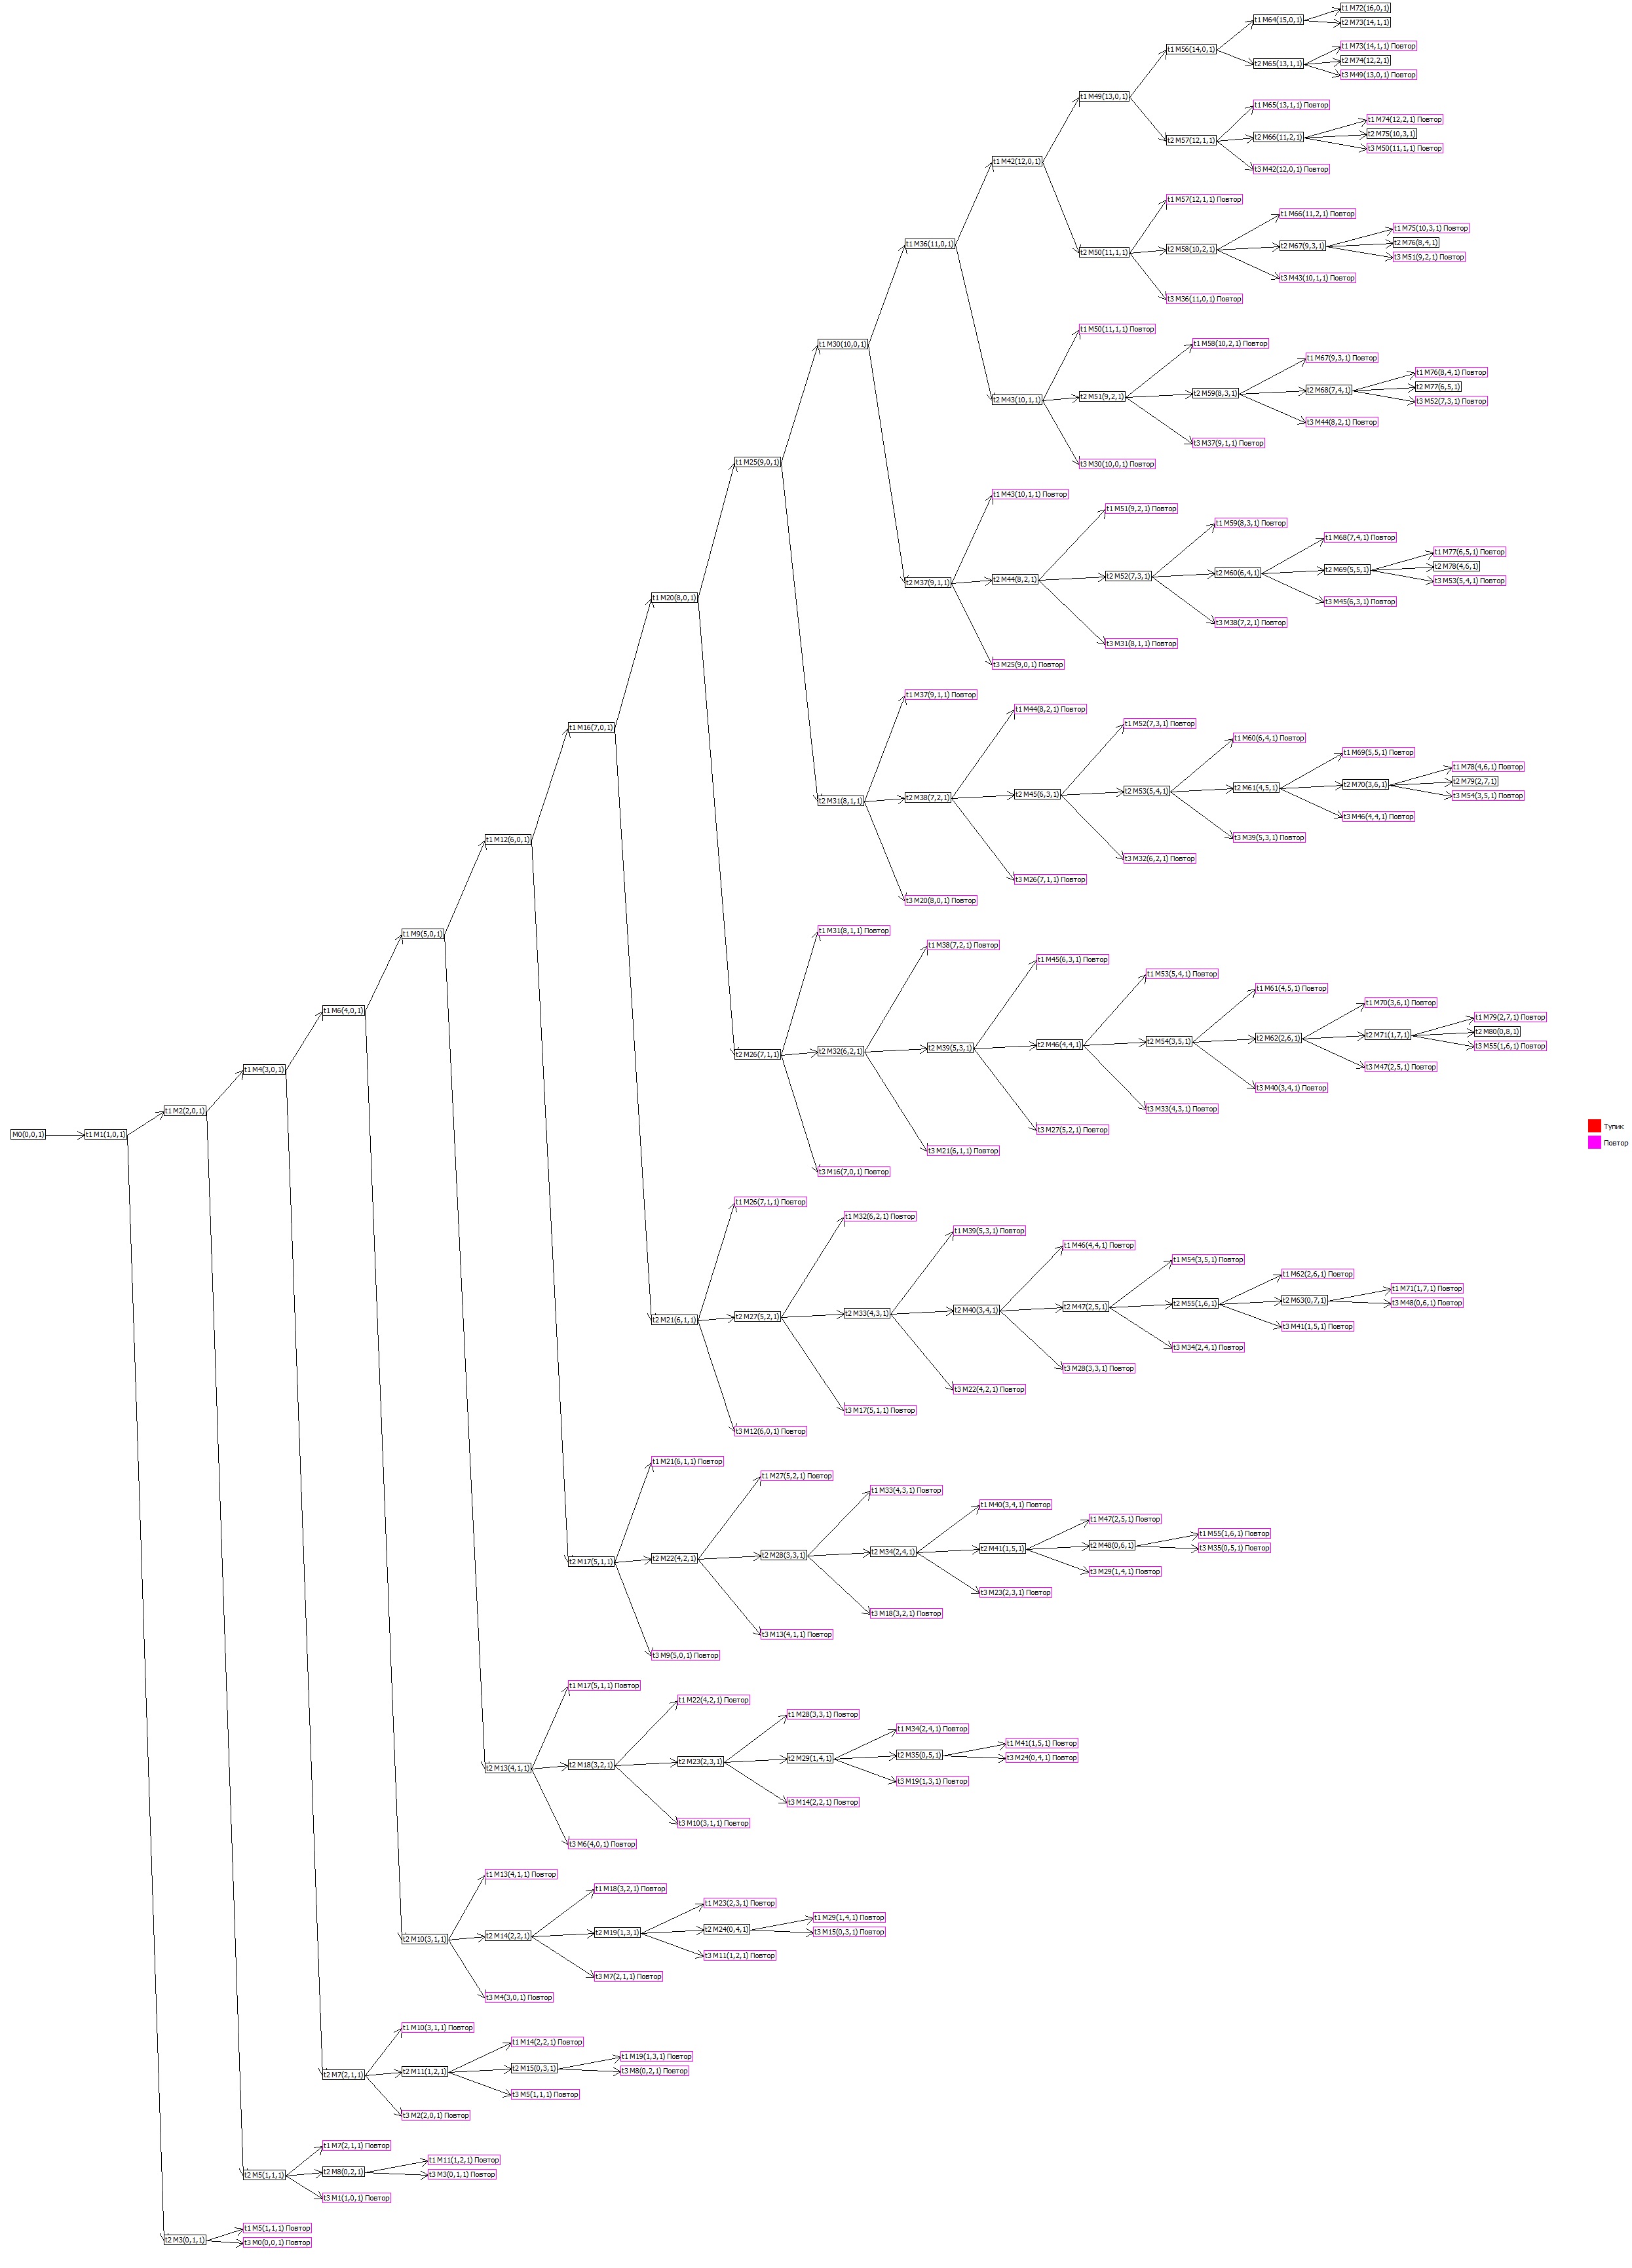 t1 M72(16,0,1)
t1 M64(15,0,1)
t2 M73(14,1,1)
t1 M56(14,0,1)
t1 M73(14,1,1) Повтор
t2 M65(13,1,1)
t2 M74(12,2,1)
t3 M49(13,0,1) Повтор
t1 M49(13,0,1)
t1 M65(13,1,1) Повтор
t1 M74(12,2,1) Повтор
t2 M57(12,1,1)
t2 M66(11,2,1)
t2 M75(10,3,1)
t3 M50(11,1,1) Повтор
t1 M42(12,0,1)
t3 M42(12,0,1) Повтор
t1 M57(12,1,1) Повтор
t1 M66(11,2,1) Повтор
t1 M75(10,3,1) Повтор
t1 M36(11,0,1)
t2 M50(11,1,1)
t2 M58(10,2,1)
t2 M67(9,3,1)
t2 M76(8,4,1)
t3 M51(9,2,1) Повтор
t3 M43(10,1,1) Повтор
t3 M36(11,0,1) Повтор
t1 M50(11,1,1) Повтор
t1 M30(10,0,1)
t1 M58(10,2,1) Повтор
t1 M67(9,3,1) Повтор
t1 M76(8,4,1) Повтор
t2 M43(10,1,1)
t2 M51(9,2,1)
t2 M59(8,3,1)
t2 M68(7,4,1)
t2 M77(6,5,1)
t3 M52(7,3,1) Повтор
t3 M44(8,2,1) Повтор
t3 M37(9,1,1) Повтор
t1 M25(9,0,1)
t3 M30(10,0,1) Повтор
t1 M43(10,1,1) Повтор
t1 M51(9,2,1) Повтор
t1 M59(8,3,1) Повтор
t1 M68(7,4,1) Повтор
t1 M77(6,5,1) Повтор
t2 M37(9,1,1)
t2 M44(8,2,1)
t2 M52(7,3,1)
t2 M60(6,4,1)
t2 M69(5,5,1)
t2 M78(4,6,1)
t3 M53(5,4,1) Повтор
t1 M20(8,0,1)
t3 M45(6,3,1) Повтор
t3 M38(7,2,1) Повтор
t3 M31(8,1,1) Повтор
t3 M25(9,0,1) Повтор
t1 M37(9,1,1) Повтор
t1 M44(8,2,1) Повтор
t1 M16(7,0,1)
t1 M52(7,3,1) Повтор
t1 M60(6,4,1) Повтор
t1 M69(5,5,1) Повтор
t1 M78(4,6,1) Повтор
t2 M31(8,1,1)
t2 M38(7,2,1)
t2 M45(6,3,1)
t2 M53(5,4,1)
t2 M61(4,5,1)
t2 M70(3,6,1)
t2 M79(2,7,1)
t3 M54(3,5,1) Повтор
t3 M46(4,4,1) Повтор
t1 M12(6,0,1)
t3 M39(5,3,1) Повтор
t3 M32(6,2,1) Повтор
t3 M26(7,1,1) Повтор
t3 M20(8,0,1) Повтор
t1 M9(5,0,1)
t1 M31(8,1,1) Повтор
t1 M38(7,2,1) Повтор
t1 M45(6,3,1) Повтор
t1 M53(5,4,1) Повтор
t1 M61(4,5,1) Повтор
t1 M70(3,6,1) Повтор
t1 M6(4,0,1)
t1 M79(2,7,1) Повтор
t2 M26(7,1,1)
t2 M32(6,2,1)
t2 M39(5,3,1)
t2 M46(4,4,1)
t2 M54(3,5,1)
t2 M62(2,6,1)
t2 M71(1,7,1)
t2 M80(0,8,1)
t3 M55(1,6,1) Повтор
t1 M4(3,0,1)
t3 M47(2,5,1) Повтор
t3 M40(3,4,1) Повтор
t1 M2(2,0,1)
t3 M33(4,3,1) Повтор
t3 M27(5,2,1) Повтор
Тупик
M0(0,0,1)
t1 M1(1,0,1)
Повтор
t3 M21(6,1,1) Повтор
t3 M16(7,0,1) Повтор
t1 M26(7,1,1) Повтор
t1 M32(6,2,1) Повтор
t1 M39(5,3,1) Повтор
t1 M46(4,4,1) Повтор
t1 M54(3,5,1) Повтор
t1 M62(2,6,1) Повтор
t1 M71(1,7,1) Повтор
t2 M21(6,1,1)
t2 M27(5,2,1)
t2 M33(4,3,1)
t2 M40(3,4,1)
t2 M47(2,5,1)
t2 M55(1,6,1)
t2 M63(0,7,1)
t3 M48(0,6,1) Повтор
t3 M41(1,5,1) Повтор
t3 M34(2,4,1) Повтор
t3 M28(3,3,1) Повтор
t3 M22(4,2,1) Повтор
t3 M17(5,1,1) Повтор
t3 M12(6,0,1) Повтор
t1 M21(6,1,1) Повтор
t1 M27(5,2,1) Повтор
t1 M33(4,3,1) Повтор
t1 M40(3,4,1) Повтор
t1 M47(2,5,1) Повтор
t1 M55(1,6,1) Повтор
t2 M17(5,1,1)
t2 M22(4,2,1)
t2 M28(3,3,1)
t2 M34(2,4,1)
t2 M41(1,5,1)
t2 M48(0,6,1)
t3 M35(0,5,1) Повтор
t3 M29(1,4,1) Повтор
t3 M23(2,3,1) Повтор
t3 M18(3,2,1) Повтор
t3 M13(4,1,1) Повтор
t3 M9(5,0,1) Повтор
t1 M17(5,1,1) Повтор
t1 M22(4,2,1) Повтор
t1 M28(3,3,1) Повтор
t1 M34(2,4,1) Повтор
t1 M41(1,5,1) Повтор
t2 M13(4,1,1)
t2 M18(3,2,1)
t2 M23(2,3,1)
t2 M29(1,4,1)
t2 M35(0,5,1)
t3 M24(0,4,1) Повтор
t3 M19(1,3,1) Повтор
t3 M14(2,2,1) Повтор
t3 M10(3,1,1) Повтор
t3 M6(4,0,1) Повтор
t1 M13(4,1,1) Повтор
t1 M18(3,2,1) Повтор
t1 M23(2,3,1) Повтор
t1 M29(1,4,1) Повтор
t2 M10(3,1,1)
t2 M14(2,2,1)
t2 M19(1,3,1)
t2 M24(0,4,1)
t3 M15(0,3,1) Повтор
t3 M11(1,2,1) Повтор
t3 M7(2,1,1) Повтор
t3 M4(3,0,1) Повтор
t1 M10(3,1,1) Повтор
t1 M14(2,2,1) Повтор
t1 M19(1,3,1) Повтор
t2 M7(2,1,1)
t2 M11(1,2,1)
t2 M15(0,3,1)
t3 M8(0,2,1) Повтор
t3 M5(1,1,1) Повтор
t3 M2(2,0,1) Повтор
t1 M7(2,1,1) Повтор
t1 M11(1,2,1) Повтор
t2 M5(1,1,1)
t2 M8(0,2,1)
t3 M3(0,1,1) Повтор
t3 M1(1,0,1) Повтор
t1 M5(1,1,1) Повтор
t2 M3(0,1,1)
t3 M0(0,0,1) Повтор